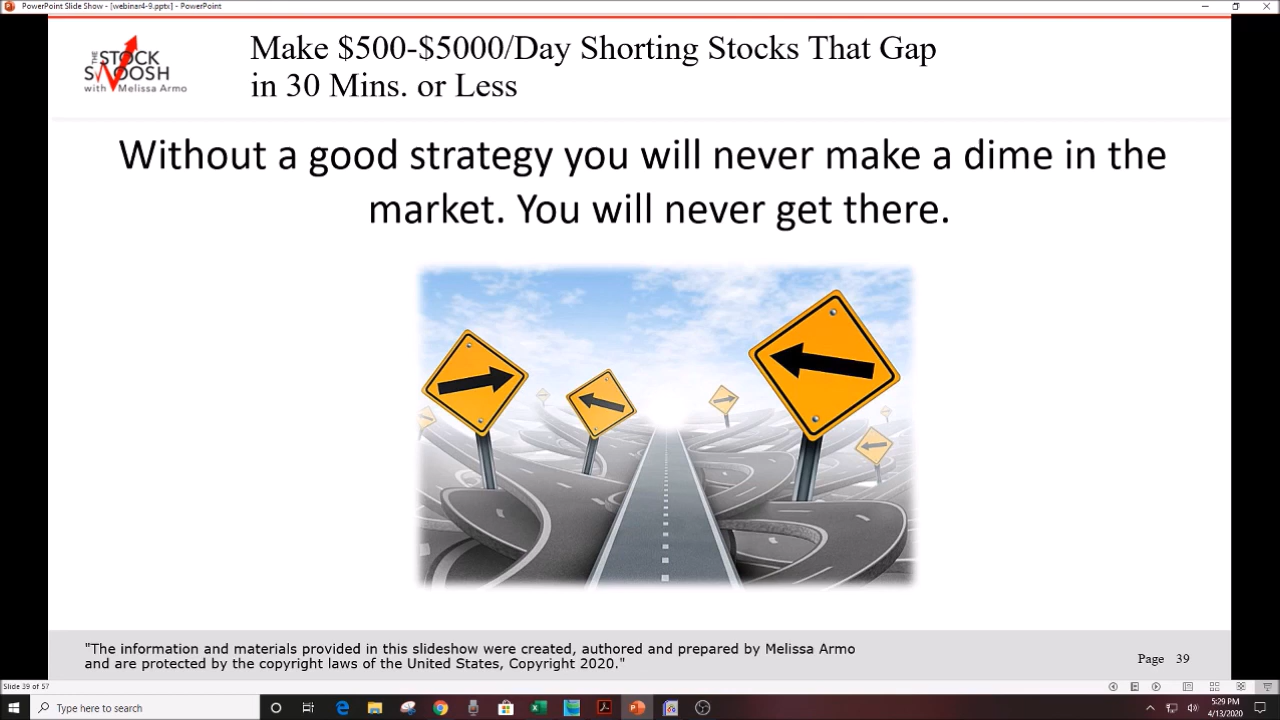 PowerPoint Slide Show - [webinar4-9.pptx] - PowerPoint
THE
STOCK
SWOOSH
with Melissa Armo
Make $500-$5000/Day Shorting Stocks That Gap
in 30 Mins. or Less
Without a good strategy you will never make a dime in the
market. You will never get there.
"The information and materials provided in this slideshow were created, authored and prepared by Melissa Armo
and are protected by the copyright laws of the United States, Copyright 2020."
Page 39
Slide 39 of 57
Type here to search
5:29 PM
4/13/2020